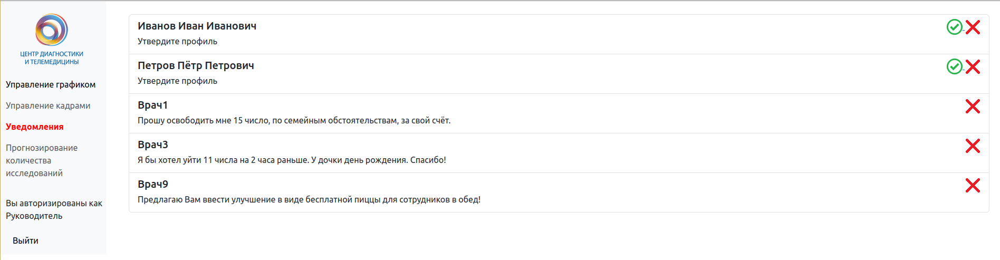 ЦЕНТР ДИАГНОСТИКИ
И ТЕЛЕМЕДИЦИНЫ
Управление графиком
Управление кадрами
Уведомления
Прогнозирование
количества
исследований
Вы авторизированы как
Руководитель
Выйти
Иванов Иван Иванович
Утвердите профиль
Петров Пётр Петрович
Утвердите профиль
Врач1
Прошу освободить мне 15 число, по семейным обстоятельствам, за свой счёт.
Врач3
Я бы хотел уйти 11 числа на 2 часа раньше. У дочки день рождения. Спасибо!
Врач9
Предлагаю Вам ввести улучшение в виде бесплатной пиццы для сотрудников в обед!